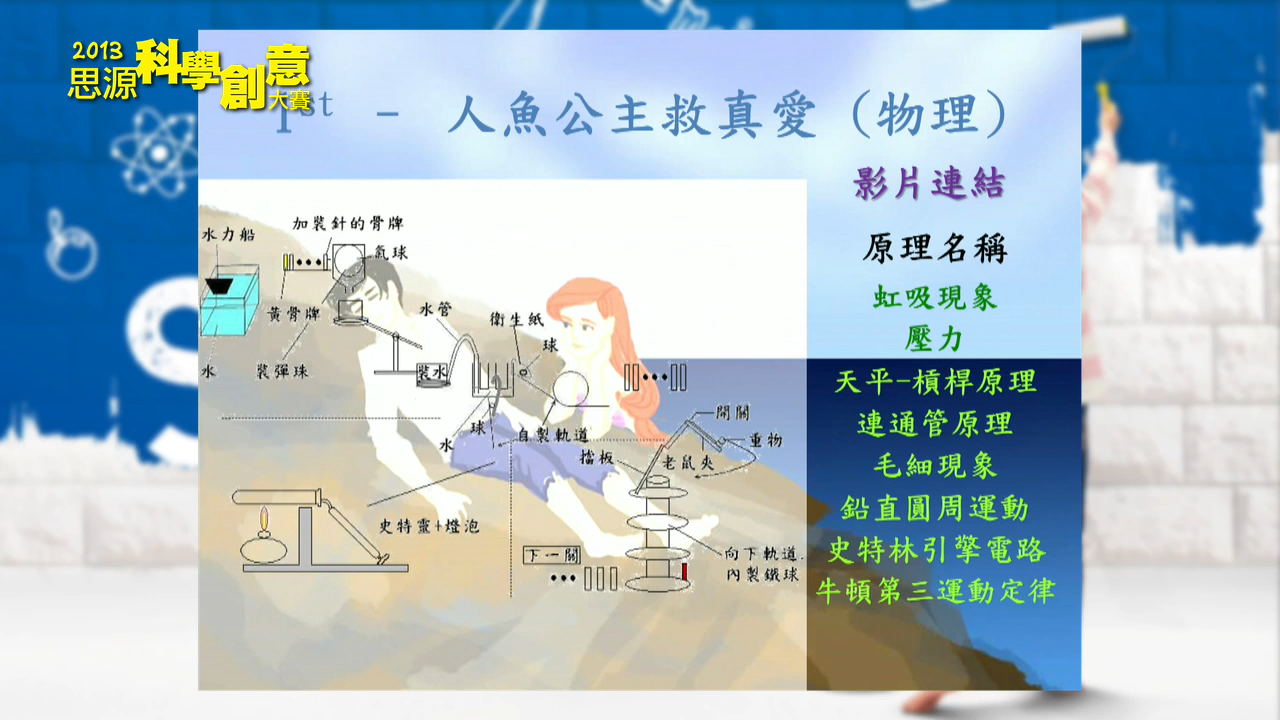 2013
思源科學創意大賽
1st - 人魚公主救真愛（物理）
影片連結
原理名稱
虹吸現象
壓力
天平-槓桿原理
連通管原理
毛細現象
鉛直圓周運動
史特林引擎電路
牛頓第三運動定律
水力船
加裝針的骨牌
氣球
黃骨牌
水管
衛生紙
球
水
裝彈珠
裝水
開關
球
自製軌道
重物
水
擋板
老鼠夾
史特靈+燈泡
下一關
向下軌道.
內製鐵球